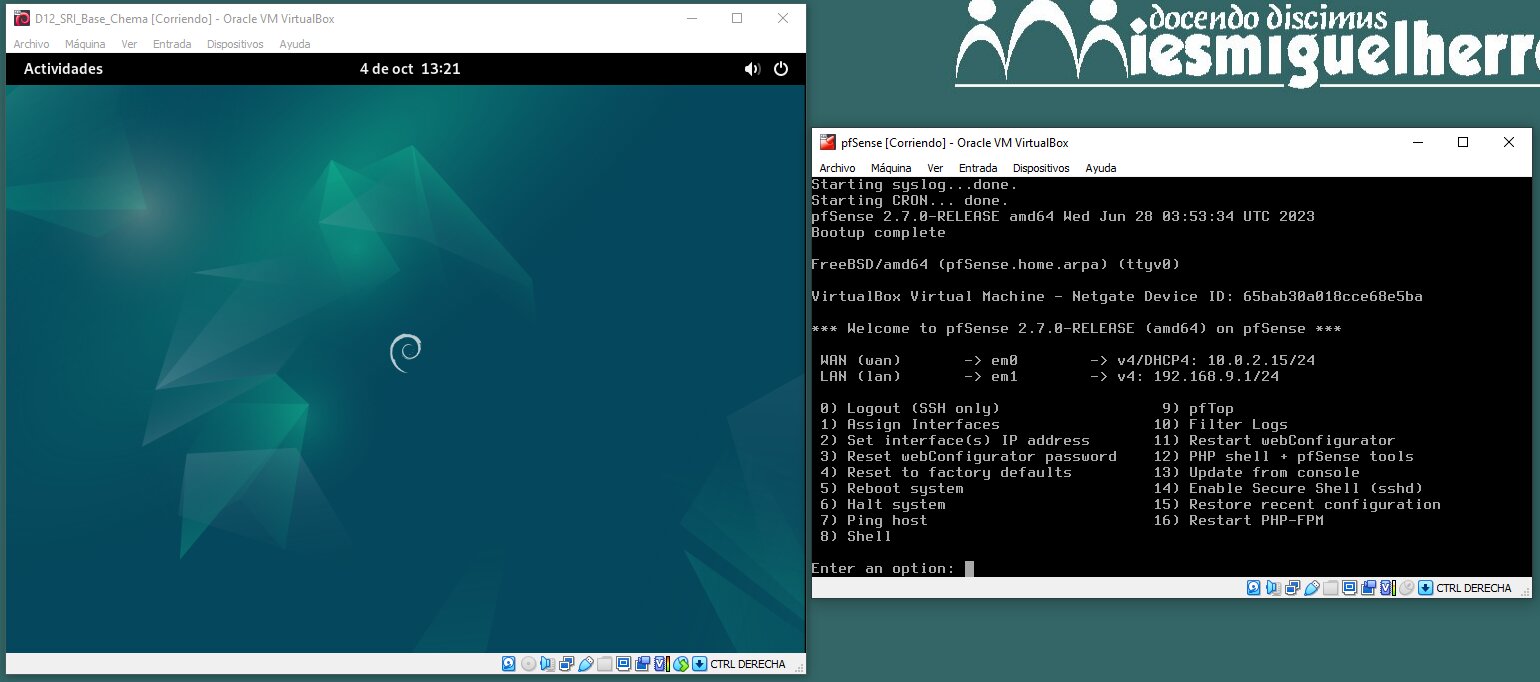 D12_SRI_Base_Chema [Corriendo] - Oracle VM VirtualBox
Archivo Máquina Ver Entrada Dispositivos Ayuda
Actividades 4 de oct 13:21
CTRL DERECHA
docendo discimus
iesmiguelherre
pfSense [Corriendo] - Oracle VM VirtualBox
Archivo Máquina Ver Entrada Dispositivos Ayuda
Starting syslog...done.
Starting CRON... done.
pfSense 2.7.0-RELEASE amd64 Wed Jun 28 03:53:34 UTC 2023
Bootup complete
FreeBSD/amd64 (pfSense.home.arpa) (ttyv0)
VirtualBox Virtual Machine - Netgate Device ID: 65bab30a018cce68e5ba
*** Welcome to pfSense 2.7.0-RELEASE (amd64) on pfSense ***
WAN (wan) -> em0 -> v4/DHCP4: 10.0.2.15/24
LAN (lan) -> em1 -> v4: 192.168.9.1/24
0) Logout (SSH only) 9) pfTop
1) Assign Interfaces 10) Filter Logs
2) Set interface(s) IP address 11) Restart webConfigurator
3) Reset webConfigurator password 12) PHP shell + pfSense tools
4) Reset to factory defaults 13) Update from console
5) Reboot system 14) Enable Secure Shell (sshd)
6) Halt system 15) Restore recent configuration
7) Ping host 16) Restart PHP-FPM
8) Shell
Enter an option:
CTRL DERECHA